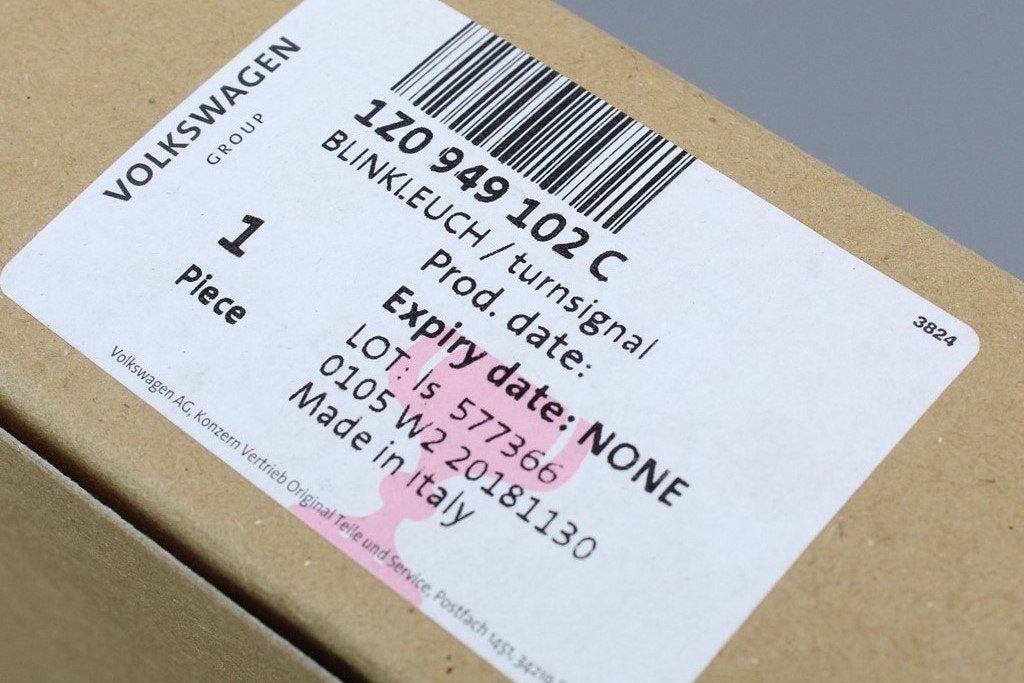 VOLKSWAGEN
GROUP
1
Piece
1Z0 949 102 C
BLINKLEUCH / turnsignal
Prod. date:
Expiry date: NONE
LOT: ls 577366
0105 W2 20181130
Made in Italy
3824
Volkswagen AG, Konzern Vertrieb Original Teile und Service, Postfach 1451,